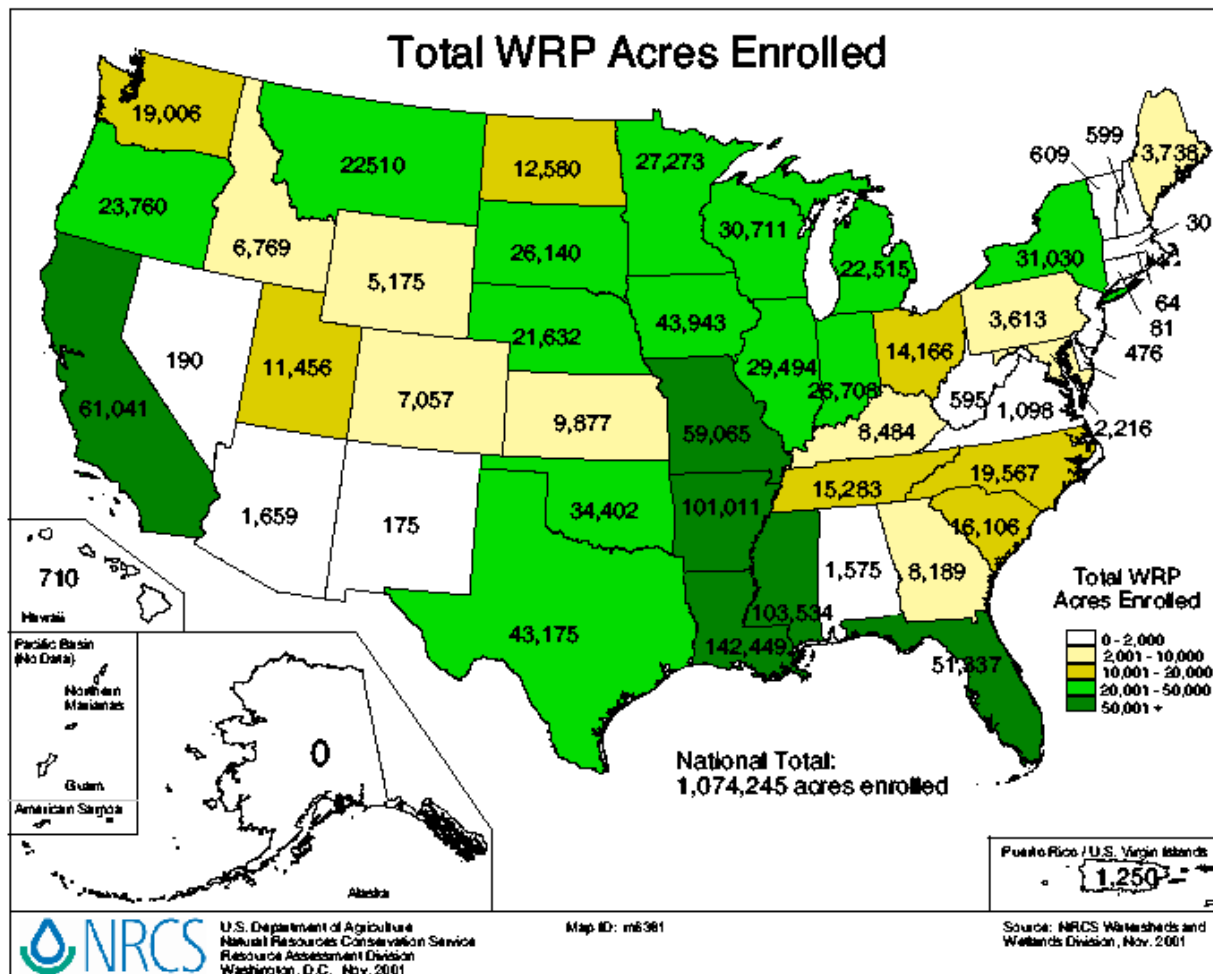 Total WRP Acres Enrolled
19,006
22510
12,580
27,273
599
609
3,738
23,760
6,769
5,175
26,140
30,711
22,515
31,030
30
64
81
476
190
11,456
7,057
21,632
9,877
43,943
29,494
26,708
14,166
3,613
595
1,098
2,216
61,041
59,065
8,484
15,283
19,567
16,106
1,659
175
34,402
101,011
1,575
8,189
103,534
142,449
43,175
51,337
710
Hawaii
Pacific Basin
(No Data)
Northern
Marianas
Guam
American Samoa
0
Alaska
Total WRP
Acres Enrolled
0 - 2,000
2,001 - 10,000
10,001 - 20,000
20,001 - 50,000
50,001 +
National Total:
1,074,245 acres enrolled
Puerto Rico / U.S. Virgin Islands
1,250
NRCS
U.S. Department of Agriculture
Natural Resources Conservation Service
Resource Assessment Division
Washington, D.C. Nov. 2001
Map ID: m6381
Source: NRCS Watersheds and
Wetlands Division, Nov. 2001